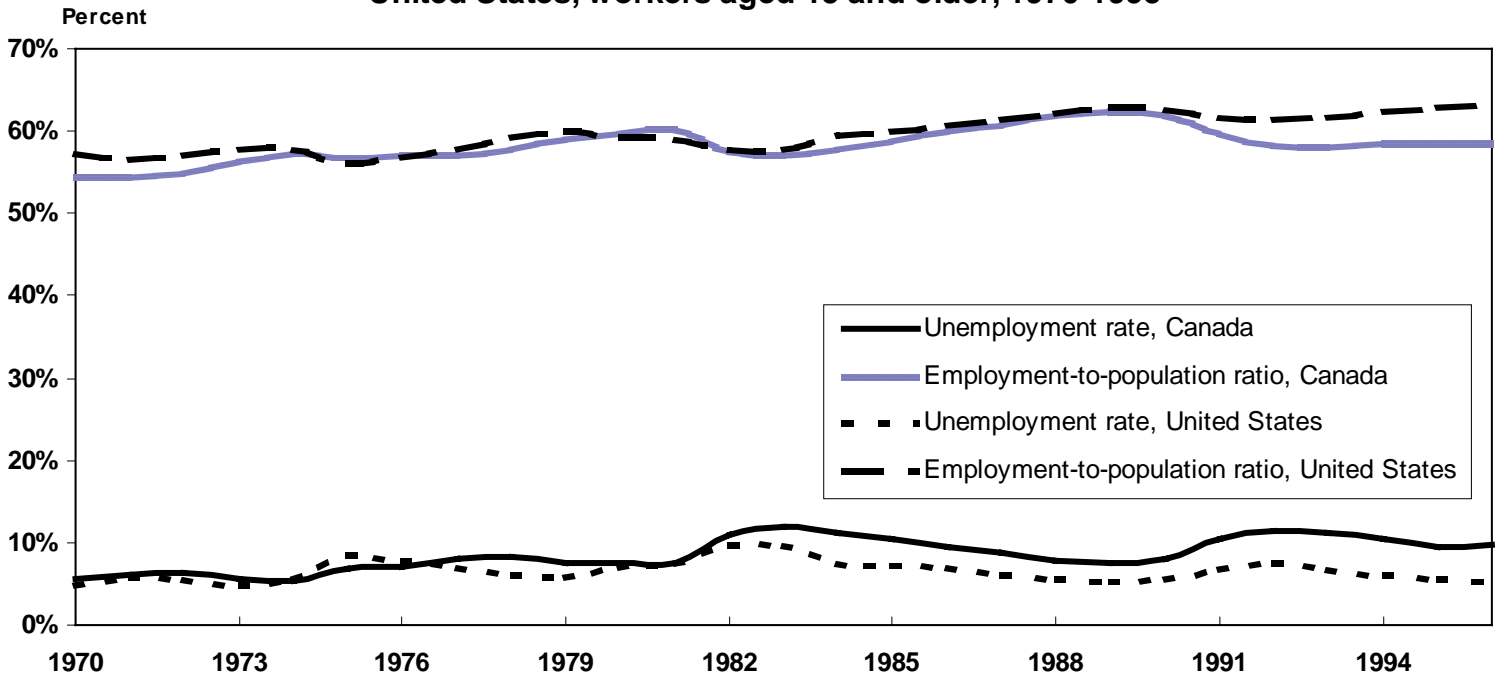 Percent
70%
60%
50%
40%
30%
20%
10%
0%
Unemployment rate, Canada
Employment-to-population ratio, Canada
Unemployment rate, United States
Employment-to-population ratio, United States
1970 1973 1976 1979 1982 1985 1988 1991 1994